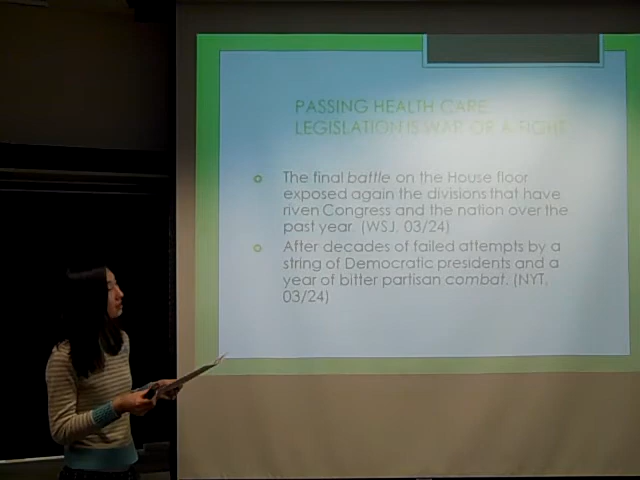 PASSING HEALTH CARE
LEGISLATION IS WAR OR A FIGHT
The final battle on the House floor
exposed again the divisions that have
riven Congress and the nation over the
past year. (WSJ, 03/24)
After decades of failed attempts by a
string of Democratic presidents and a
year of bitter partisan combat. (NYT,
03/24)